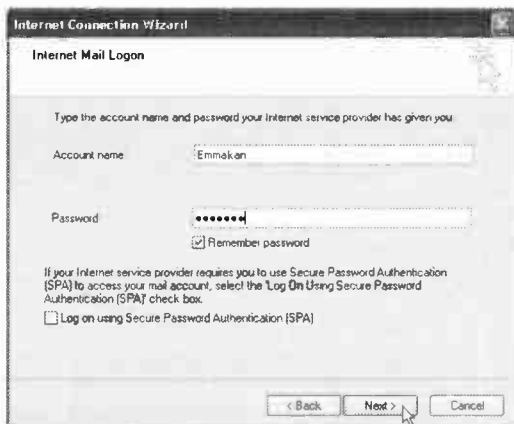 Internet Connection Wizard
Internet Mail Logon
Type the account name and password your Internet service provider has given you
Account name
Emmakan
Password
•••••••
Remember password
If your Internet service provider requires you to use Secure Password Authentication
(SPA) to access your mail account, select the 'Log On Using Secure Password
Authentication (SPA)' check box.
Log on using Secure Password Authentication (SPA)
< Back
Next >
Cancel